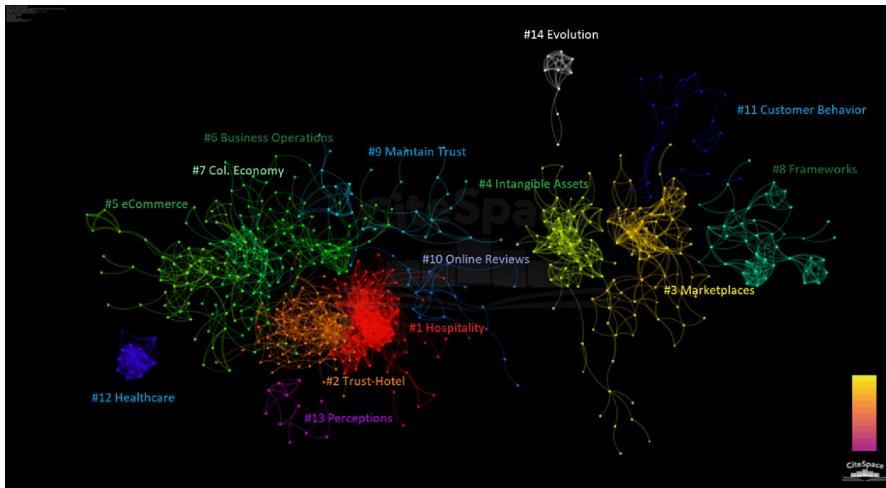 #14 Evolution
#11 Customer Behavior
#6 Business Operations
#9 Maintain Trust
#7 Col. Economy
#8 Frameworks
#4 Intangible Assets
#5 eCommerce
CiteSpace
#10 Online Reviews
#3 Marketplaces
#1 Hospitality
#2 Trust-Hotel
#12 Healthcare
#13 Perceptions
CiteSpace